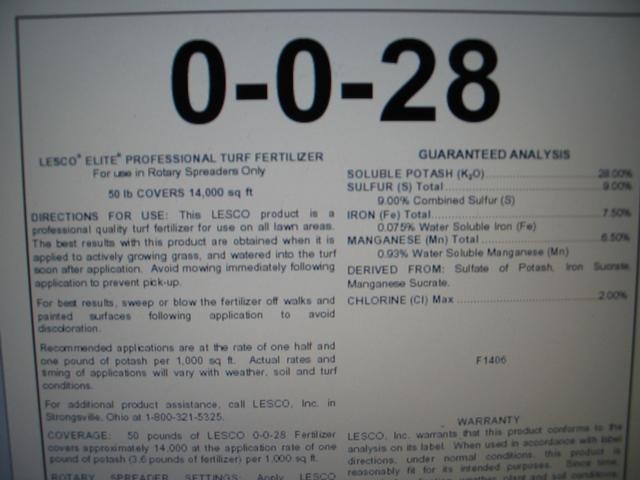 0-0-28
LESCO® ELITE® PROFESSIONAL TURF FERTILIZER
For use in Rotary Spreaders Only
50 lb COVERS 14,000 sq ft
DIRECTIONS FOR USE: This LESCO product is a
professional quality turf fertilizer for use on all lawn areas.
The best results with this product are obtained when it is
applied to actively growing grass, and watered into the turf
soon after application. Avoid mowing immediately following
application to prevent pick-up.
For best results, sweep or blow the fertilizer off walks and
painted surfaces following application to avoid
discoloration.
Recommended applications are at the rate of one half and
one pound of potash per 1,000 sq ft. Actual rates and
timing of applications will vary with weather, soil and turf
conditions.
For additional product assistance, call LESCO, Inc. in
Strongsville, Ohio at 1-800-321-5325.
COVERAGE: 50 pounds of LESCO 0-0-28 Fertilizer
covers approximately 14,000 at the application rate of one
pound of potash (3.6 pounds of fertilizer) per 1,000 sq ft.
ROTARY SPREADER SETTINGS: Apply LESCO
GUARANTEED ANALYSIS
SOLUBLE POTASH (K₂O) 28.00%
SULFUR (S) Total 9.00%
9.00% Combined Sulfur (S)
IRON (Fe) Total 7.50%
0.075% Water Soluble Iron (Fe)
MANGANESE (Mn) Total 6.50%
0.93% Water Soluble Manganese (Mn)
DERIVED FROM: Sulfate of Potash, Iron Sucrate,
Manganese Sucrate.
CHLORINE (Cl) Max 2.00%
F1406
WARRANTY
LESCO, Inc. warrants that this product conforms to the
analysis on its label. When used in accordance with label
directions, under normal conditions, this product is
reasonably fit for its intended purposes. Since time,
weather, plant and soil conditions,